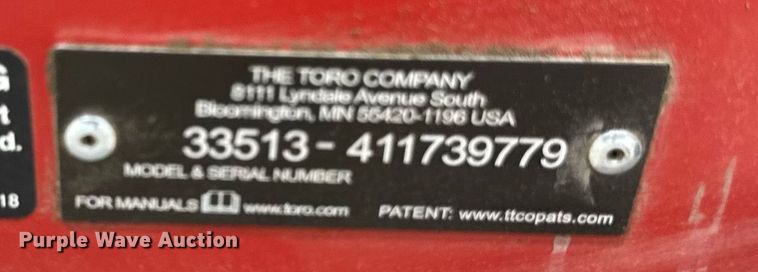 G
t
d.
18
THE TORO COMPANY
8111 Lyndale Avenue South
Bloomington, MN 55420-1196 USA
33513 - 411739779
MODEL & SERIAL NUMBER
FOR MANUALS www.toro.com PATENT: www.ttcopats.com
Purple Wave Auction